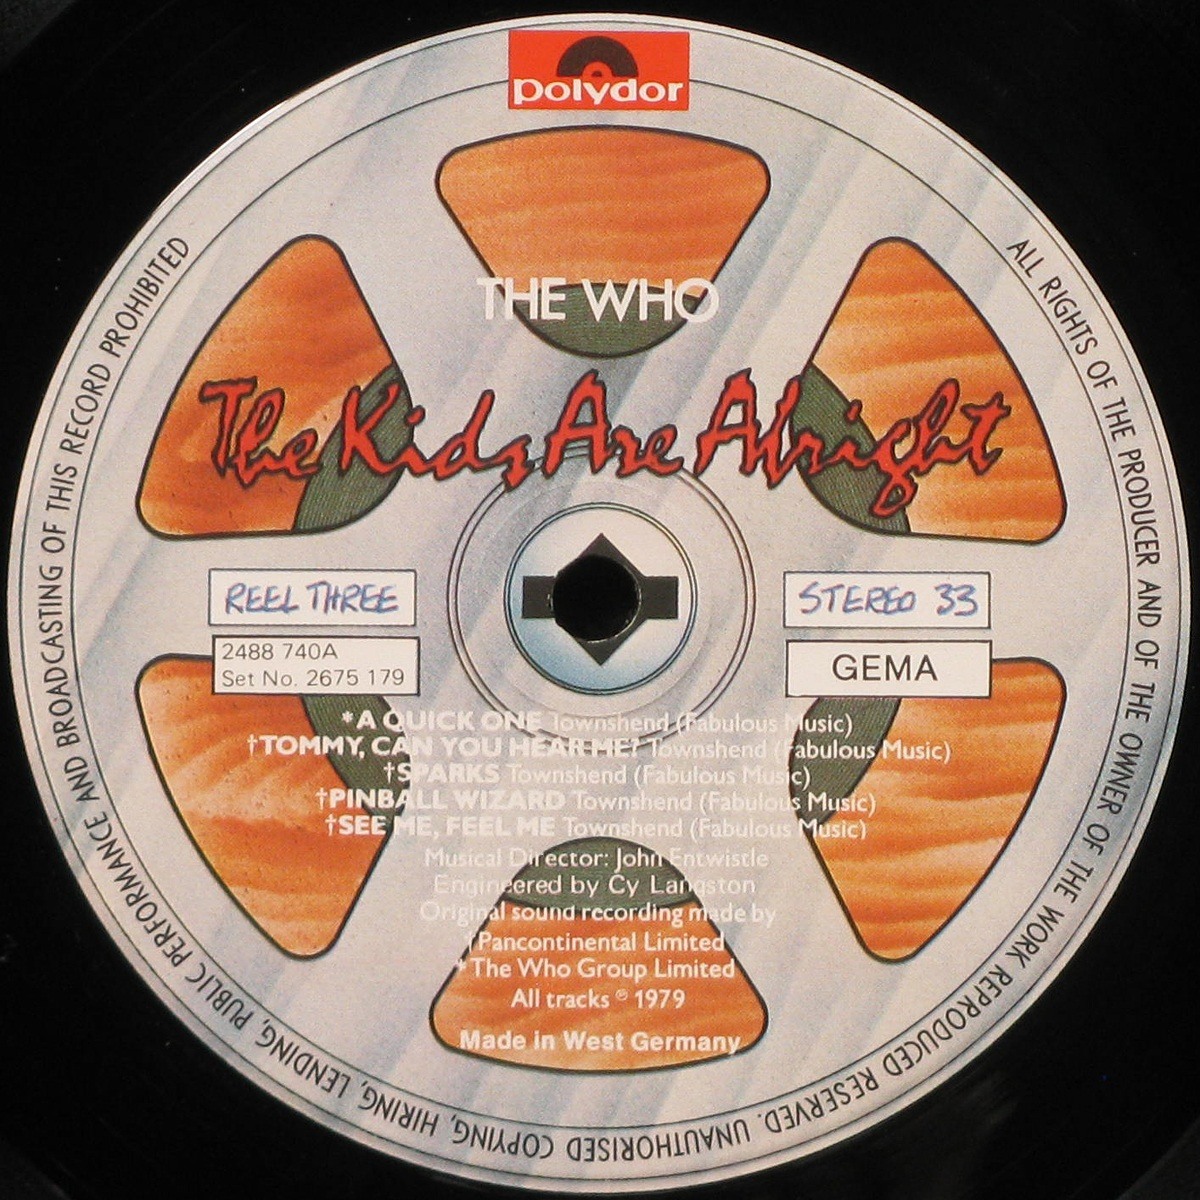 polydor
THE WHO
The Kids Are Alright
REEL THREE
STEREO 33
2488 740A
Set No. 2675 179
GEMA
*A QUICK ONE Townshend (Fabulous Music)
†TOMMY, CAN YOU HEAR ME? Townshend (Fabulous Music)
†SPARKS Townshend (Fabulous Music)
†PINBALL WIZARD Townshend (Fabulous Music)
†SEE ME, FEEL ME Townshend (Fabulous Music)
Musical Director: John Entwistle
Engineered by Cy Langston
Original sound recording made by
†Pancontinental Limited
*The Who Group Limited
All tracks ℗ 1979
Made in West Germany
ALL RIGHTS OF THE PRODUCER AND OF THE OWNER OF THE WORK REPRODUCED RESERVED. UNAUTHORISED COPYING, HIRING, LENDING, PUBLIC PERFORMANCE AND BROADCASTING OF THIS RECORD PROHIBITED